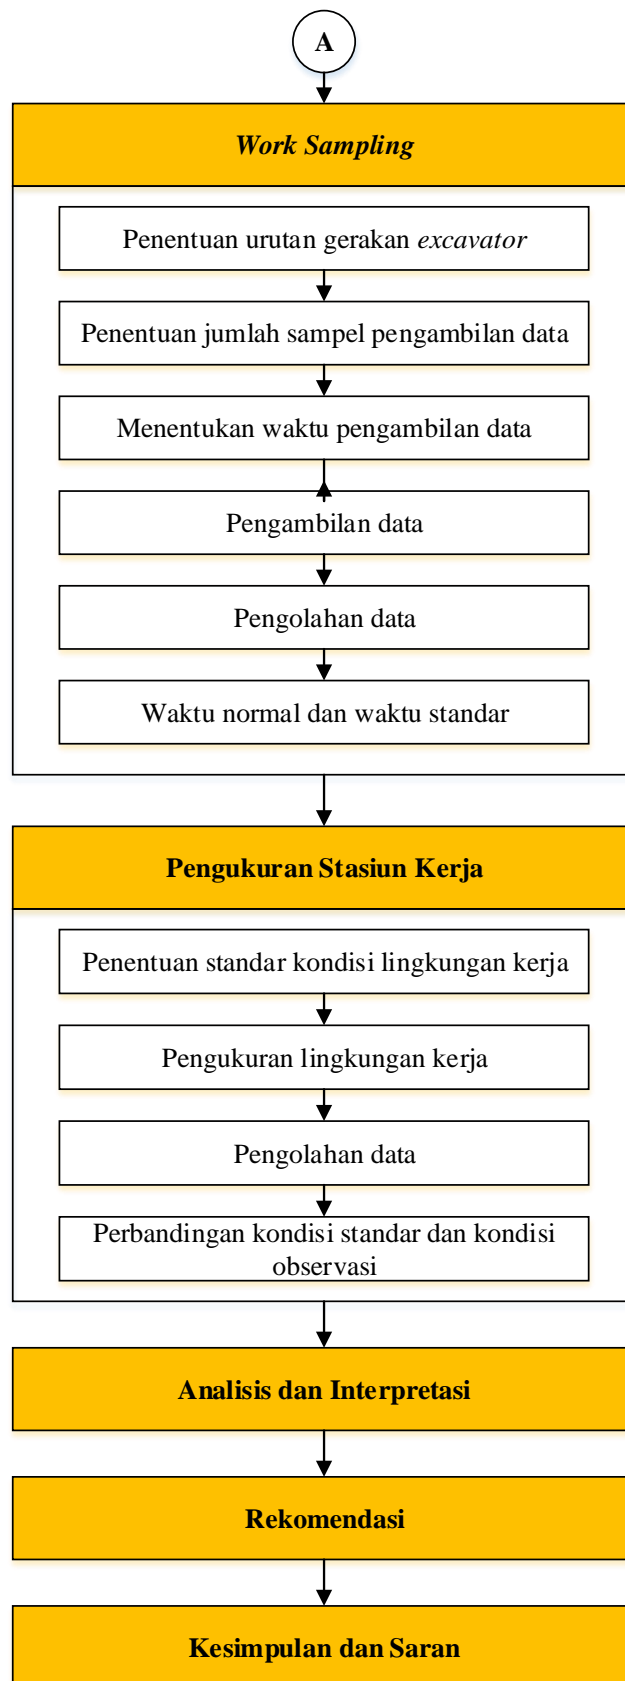 A
Work Sampling
Penentuan urutan gerakan excavator
Penentuan jumlah sampel pengambilan data
Menentukan waktu pengambilan data
Pengambilan data
Pengolahan data
Waktu normal dan waktu standar
Pengukuran Stasiun Kerja
Penentuan standar kondisi lingkungan kerja
Pengukuran lingkungan kerja
Pengolahan data
Perbandingan kondisi standar dan kondisi
observasi
Analisis dan Interpretasi
Rekomendasi
Kesimpulan dan Saran